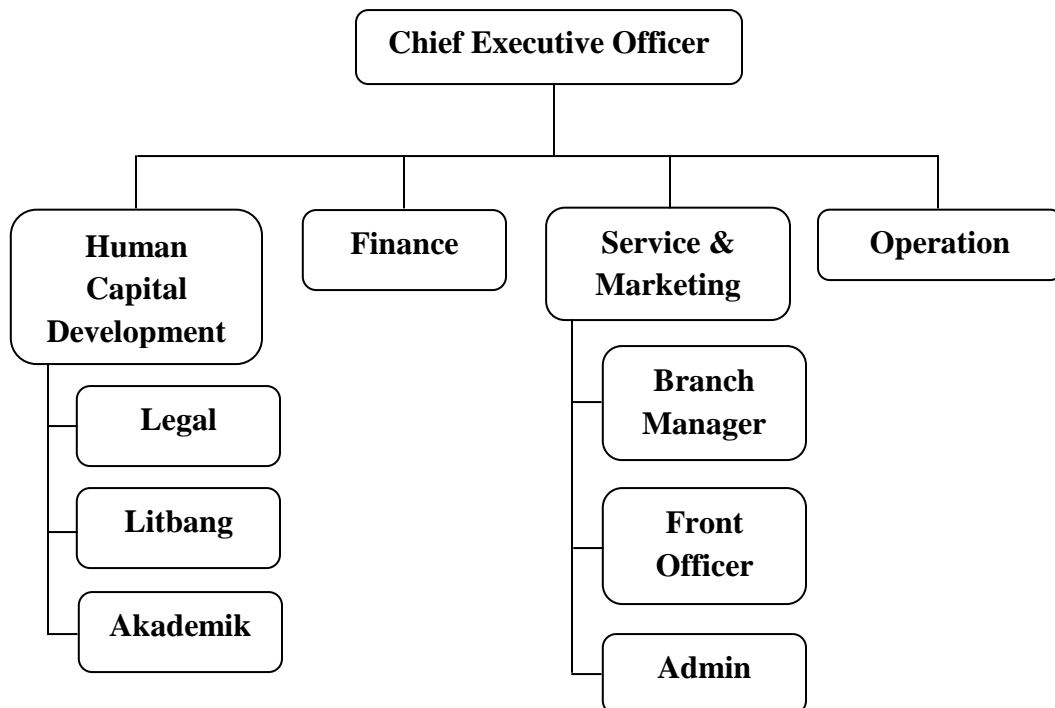 Chief Executive Officer
Human
Capital
Development
Finance
Service &
Marketing
Operation
Legal
Litbang
Akademik
Branch
Manager
Front
Officer
Admin